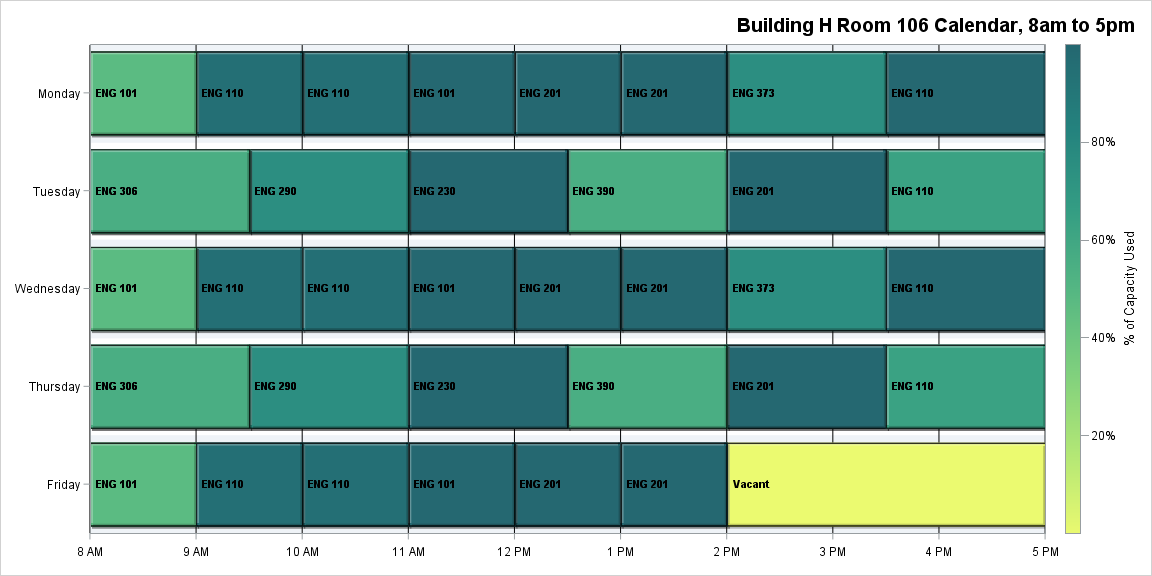 Building H Room 106 Calendar, 8am to 5pm
Monday
ENG 101
ENG 110
ENG 110
ENG 101
ENG 201
ENG 201
ENG 373
ENG 110
Tuesday
ENG 306
ENG 290
ENG 230
ENG 390
ENG 201
ENG 110
Wednesday
ENG 101
ENG 110
ENG 110
ENG 101
ENG 201
ENG 201
ENG 373
ENG 110
Thursday
ENG 306
ENG 290
ENG 230
ENG 390
ENG 201
ENG 110
Friday
ENG 101
ENG 110
ENG 110
ENG 101
ENG 201
ENG 201
Vacant
8 AM
9 AM
10 AM
11 AM
12 PM
1 PM
2 PM
3 PM
4 PM
5 PM
80%
60%
40%
20%
% of Capacity Used